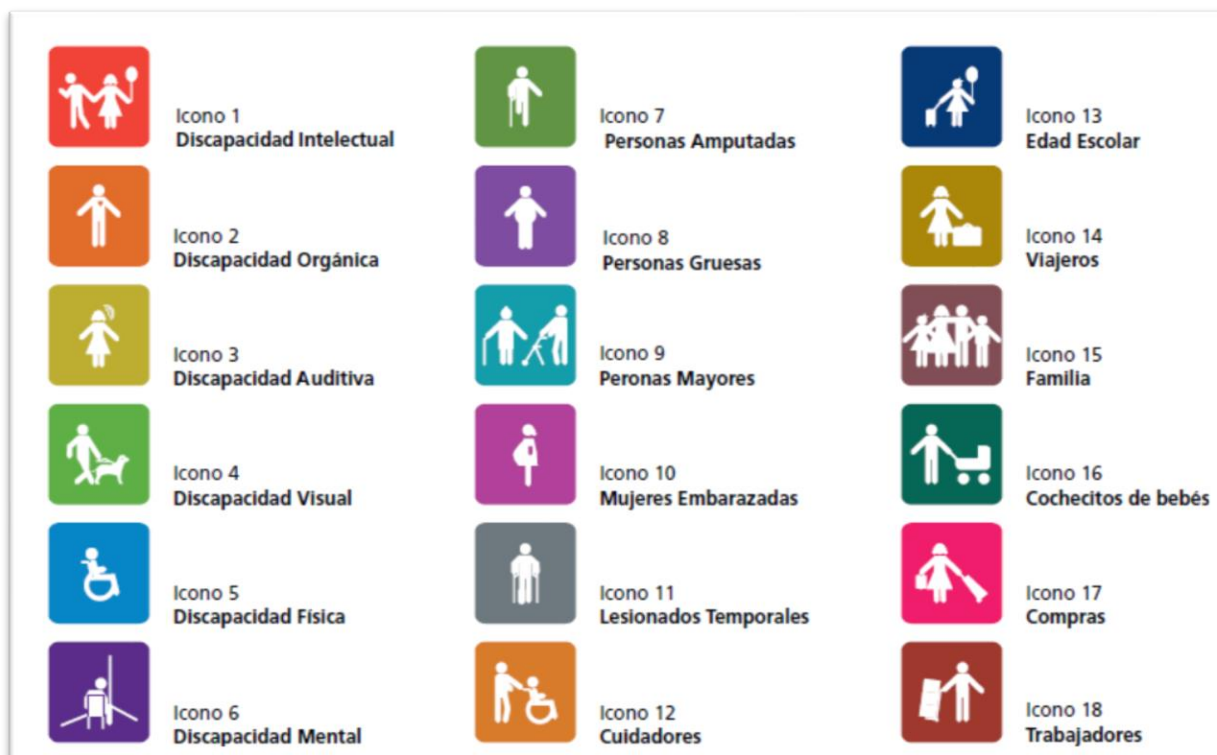 Icono 1
Discapacidad Intelectual
Icono 2
Discapacidad Orgánica
Icono 3
Discapacidad Auditiva
Icono 4
Discapacidad Visual
Icono 5
Discapacidad Física
Icono 6
Discapacidad Mental
Icono 7
Personas Amputadas
Icono 8
Personas Gruesas
Icono 9
Peronas Mayores
Icono 10
Mujeres Embarazadas
Icono 11
Lesionados Temporales
Icono 12
Cuidadores
Icono 13
Edad Escolar
Icono 14
Viajeros
Icono 15
Familia
Icono 16
Cochecitos de bebés
Icono 17
Compras
Icono 18
Trabajadores